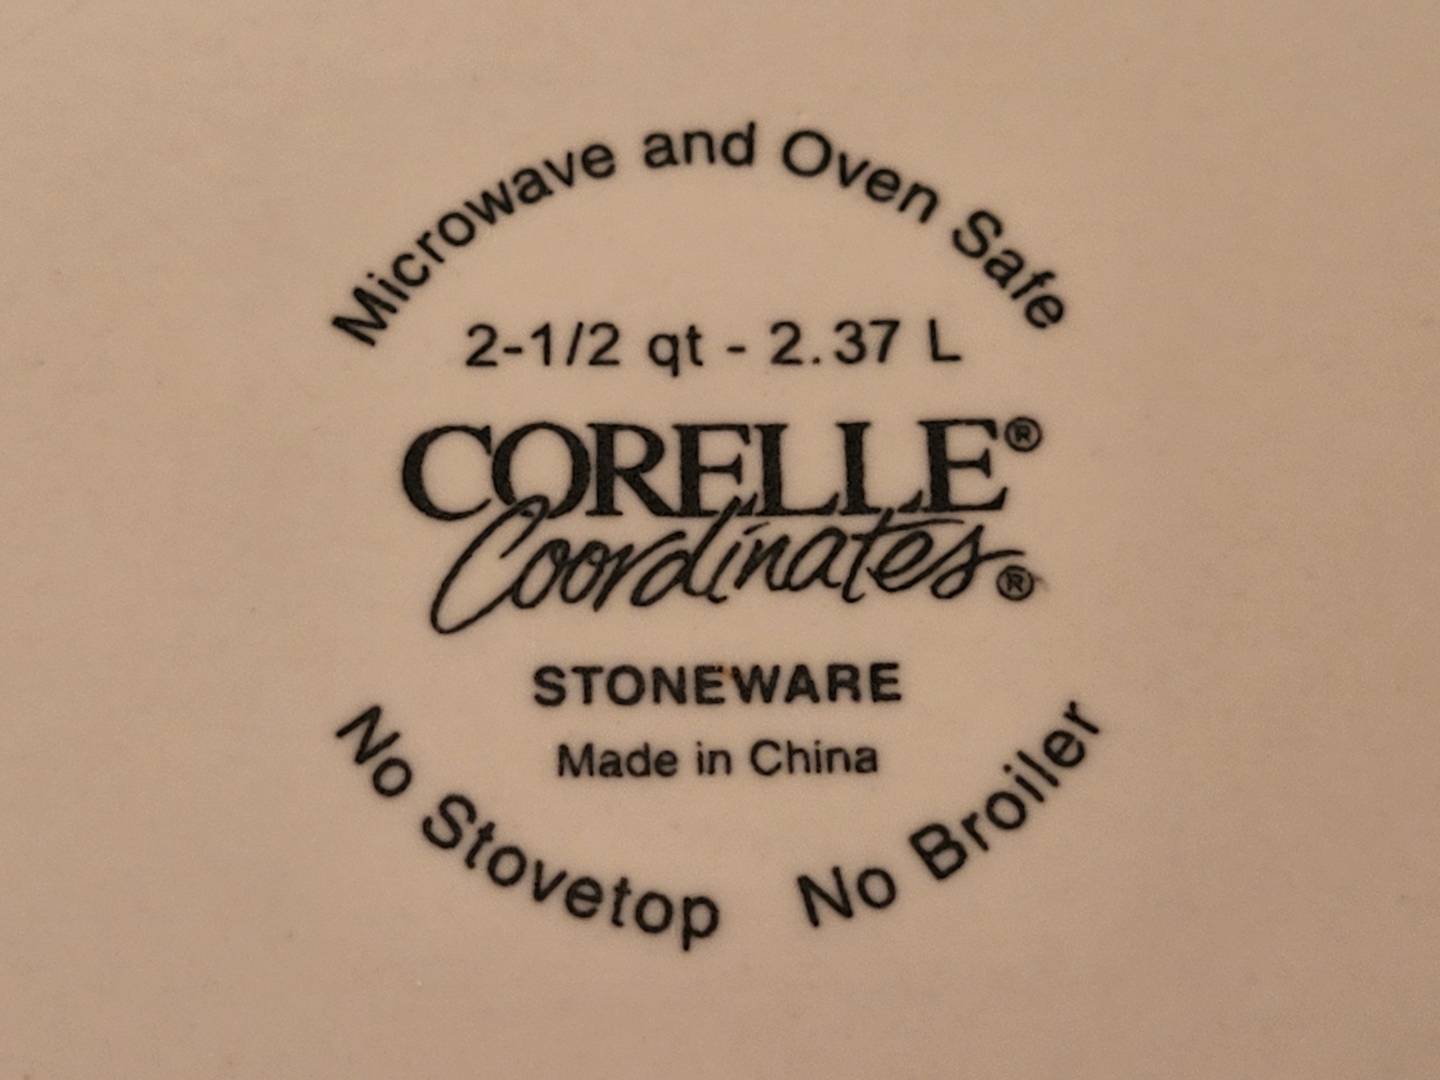 Microwave and Oven Safe
2-1/2 qt - 2.37 L
CORELLE®
Coordinates®
STONEWARE
Made in China
No Stovetop No Broiler